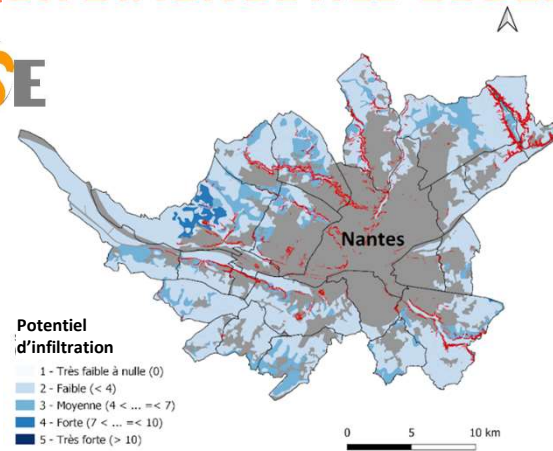 SE
Nantes
Potentiel
d'infiltration
1 - Très faible à nulle (0)
2 - Faible (< 4)
3 - Moyenne (4 < ... =< 7)
4 - Forte (7 < ... =< 10)
5 - Très forte (> 10)
0 5 10 km